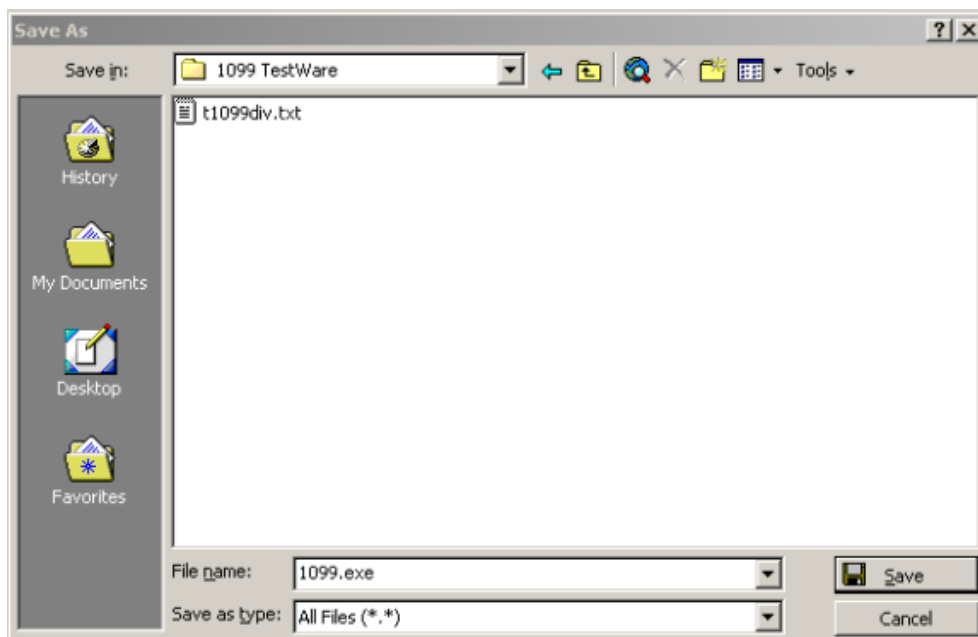 Save As
Save in: 1099 TestWare Tools
t1099div.txt
History
My Documents
Desktop
Favorites
File name: 1099.exe Save
Save as type: All Files (*.*) Cancel